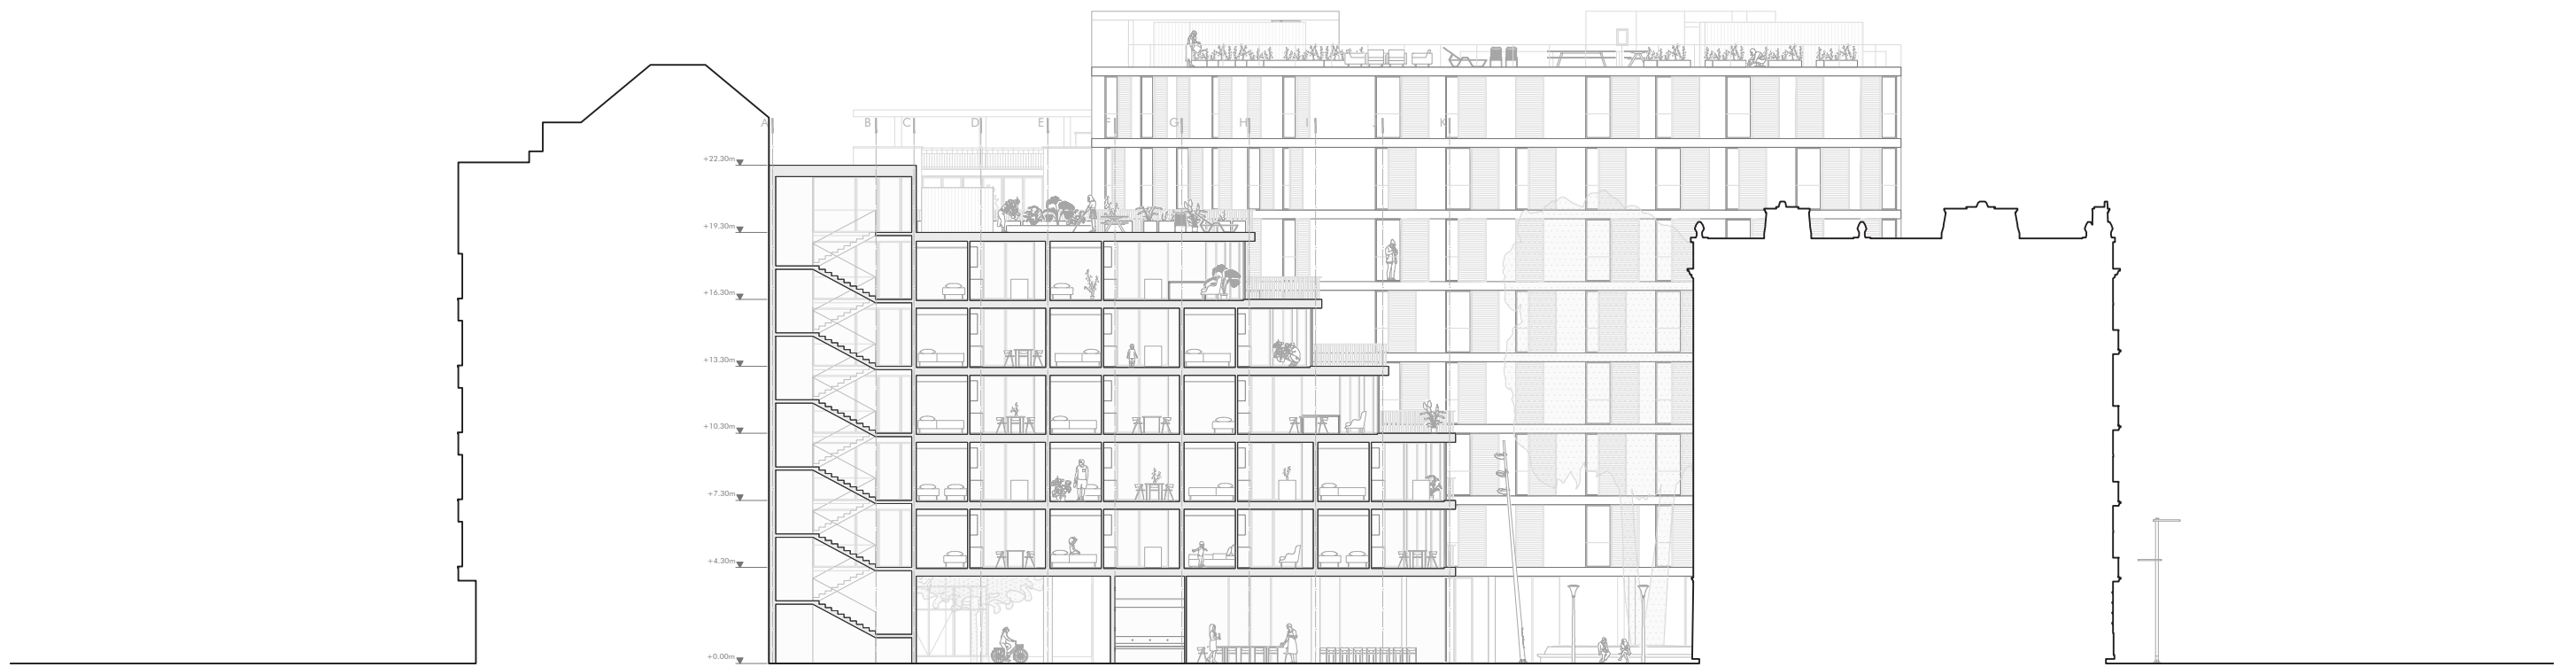 A B C D E F G H I J K
+22.30m
+19.30m
+16.30m
+13.30m
+10.30m
+7.30m
+4.30m
+0.00m